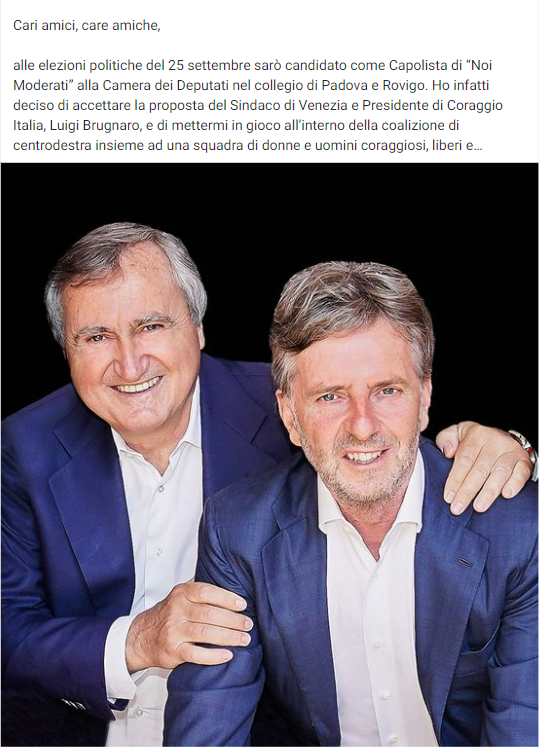 Cari amici, care amiche,
alle elezioni politiche del 25 settembre sarò candidato come Capolista di “Noi
Moderati” alla Camera dei Deputati nel collegio di Padova e Rovigo. Ho infatti
deciso di accettare la proposta del Sindaco di Venezia e Presidente di Coraggio
Italia, Luigi Brugnaro, e di mettermi in gioco all’interno della coalizione di
centrodestra insieme ad una squadra di donne e uomini coraggiosi, liberi e…